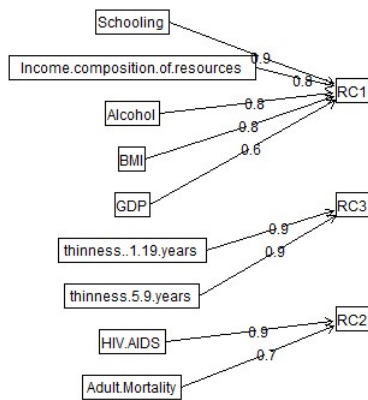 Schooling
0.9
Income.composition.of.resources
0.8
RC1
Alcohol
0.8
BMI
0.8
GDP
0.6
RC3
thinness..1.19.years
0.9
thinness.5.9.years
0.9
HIV.AIDS
0.9
RC2
Adult.Mortality
0.7